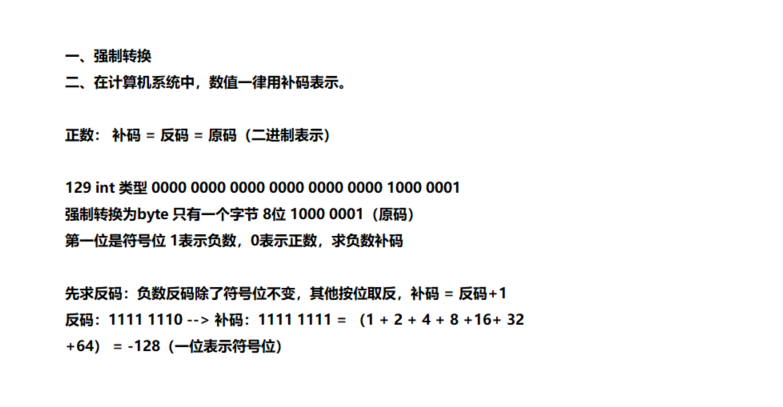 一、强制转换
二、在计算机系统中，数值一律用补码表示。
正数： 补码 = 反码 = 原码（二进制表示）
129 int 类型 0000 0000 0000 0000 0000 0000 1000 0001
强制转换为byte 只有一个字节 8位 1000 0001（原码）
第一位是符号位 1表示负数，0表示正数，求负数补码
先求反码：负数反码除了符号位不变，其他按位取反，补码 = 反码+1
反码：1111 1110 --> 补码：1111 1111 = （1 + 2 + 4 + 8 +16+ 32
+64） = -128（一位表示符号位）